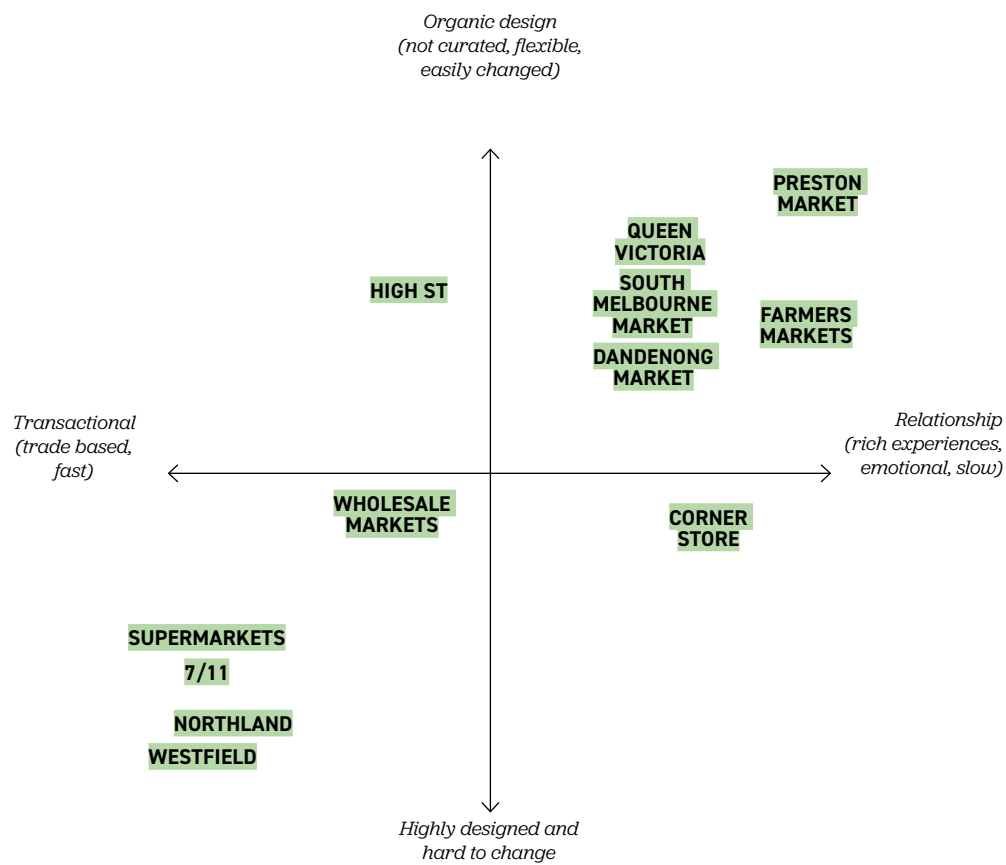 Organic design
(not curated, flexible,
easily changed)
PRESTON
MARKET
QUEEN
VICTORIA
HIGH ST
SOUTH
MELBOURNE
MARKET
FARMERS
MARKETS
DANDENONG
MARKET
Transactional
(trade based,
fast)
Relationship
(rich experiences,
emotional, slow)
WHOLESALE
MARKETS
CORNER
STORE
SUPERMARKETS
7/11
NORTHLAND
WESTFIELD
Highly designed and
hard to change